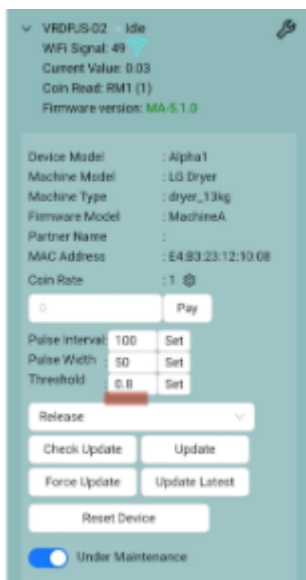 VRDPJS-02 Idle
WiFi Signal: 49
Current Value: 0.03
Coin Read: RM1 (1)
Firmware version: MA-5.1.0
Device Model : Alpha1
Machine Model : LG Dryer
Machine Type : dryer_13kg
Firmware Model : MachineA
Partner Name :
MAC Address : E4:B3:23:12:10:08
Coin Rate : 1
0 Pay
Pulse Interval: 100 Set
Pulse Width : 50 Set
Threshold : 0.8 Set
Release
Check Update Update
Force Update Update Latest
Reset Device
Under Maintenance